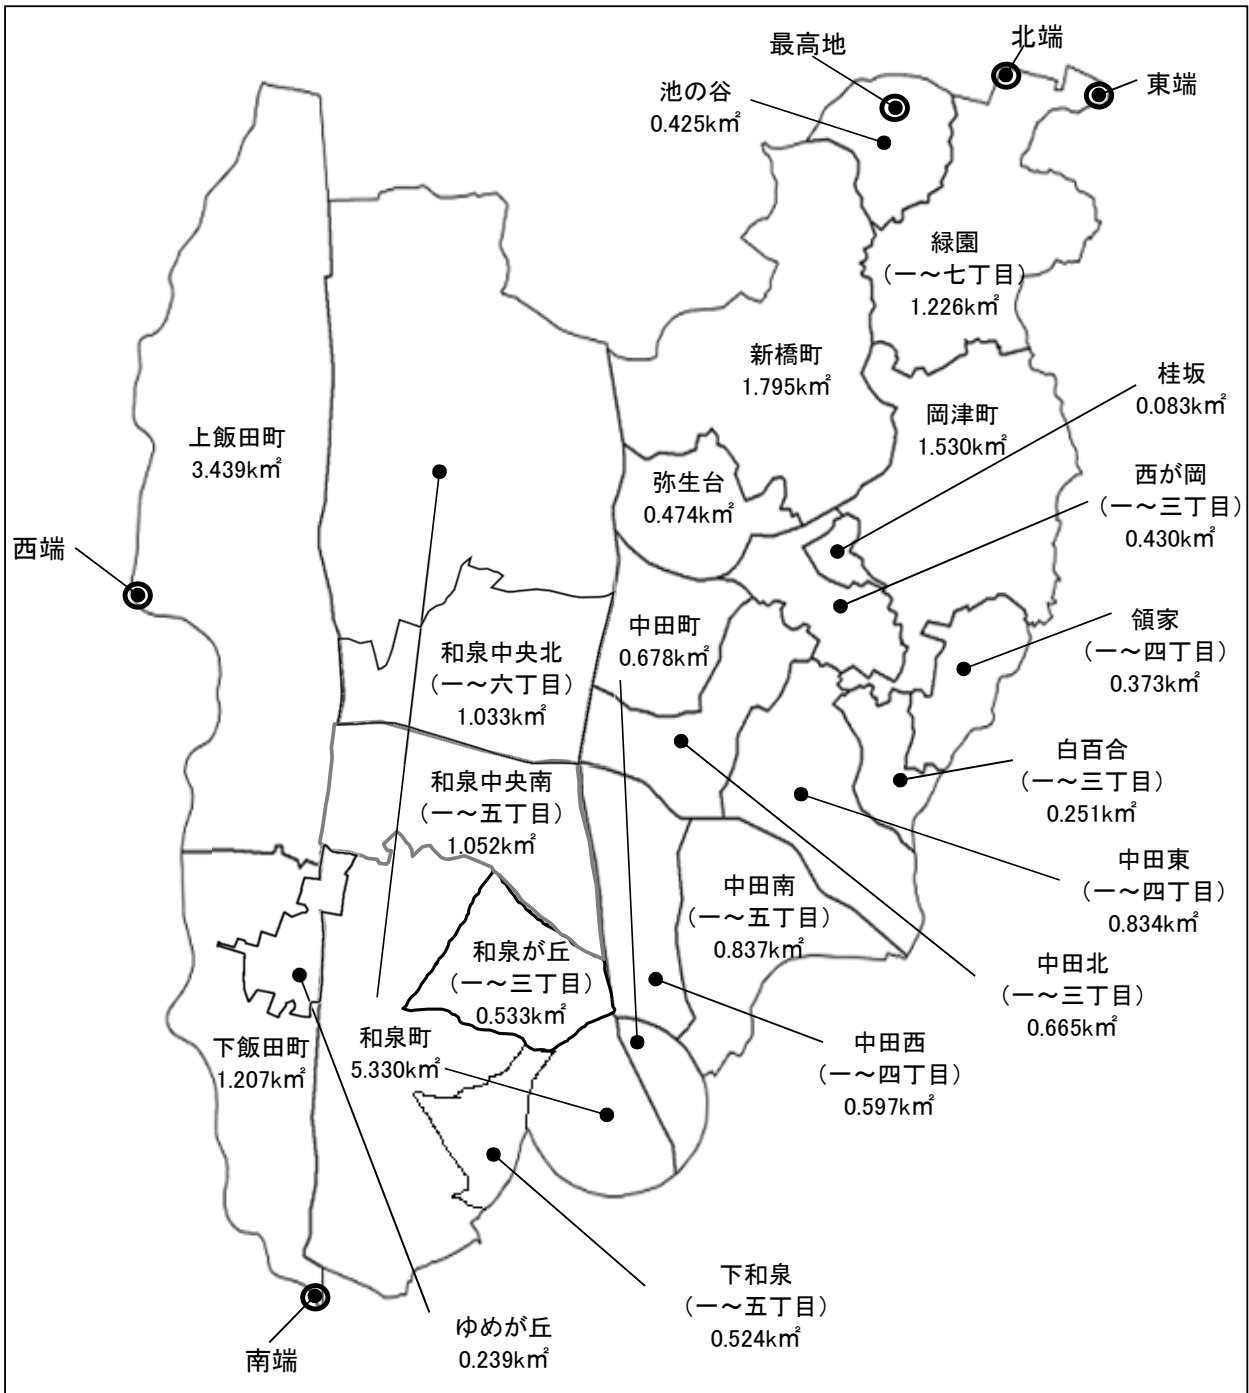 最高地
北端
東端
池の谷
0.425k㎡
緑園
（一～七丁目）
1.226k㎡
新橋町
1.795k㎡
桂坂
0.083k㎡
岡津町
1.530k㎡
上飯田町
3.439k㎡
弥生台
0.474k㎡
西が岡
（一～三丁目）
0.430k㎡
西端
中田町
0.678k㎡
領家
（一～四丁目）
0.373k㎡
和泉中央北
（一～六丁目）
1.033k㎡
白百合
（一～三丁目）
0.251k㎡
和泉中央南
（一～五丁目）
1.052k㎡
中田東
（一～四丁目）
0.834k㎡
中田南
（一～五丁目）
0.837k㎡
和泉が丘
（一～三丁目）
0.533k㎡
中田北
（一～三丁目）
0.665k㎡
下飯田町
1.207k㎡
和泉町
5.330k㎡
中田西
（一～四丁目）
0.597k㎡
下和泉
（一～五丁目）
0.524k㎡
ゆめが丘
0.239k㎡
南端